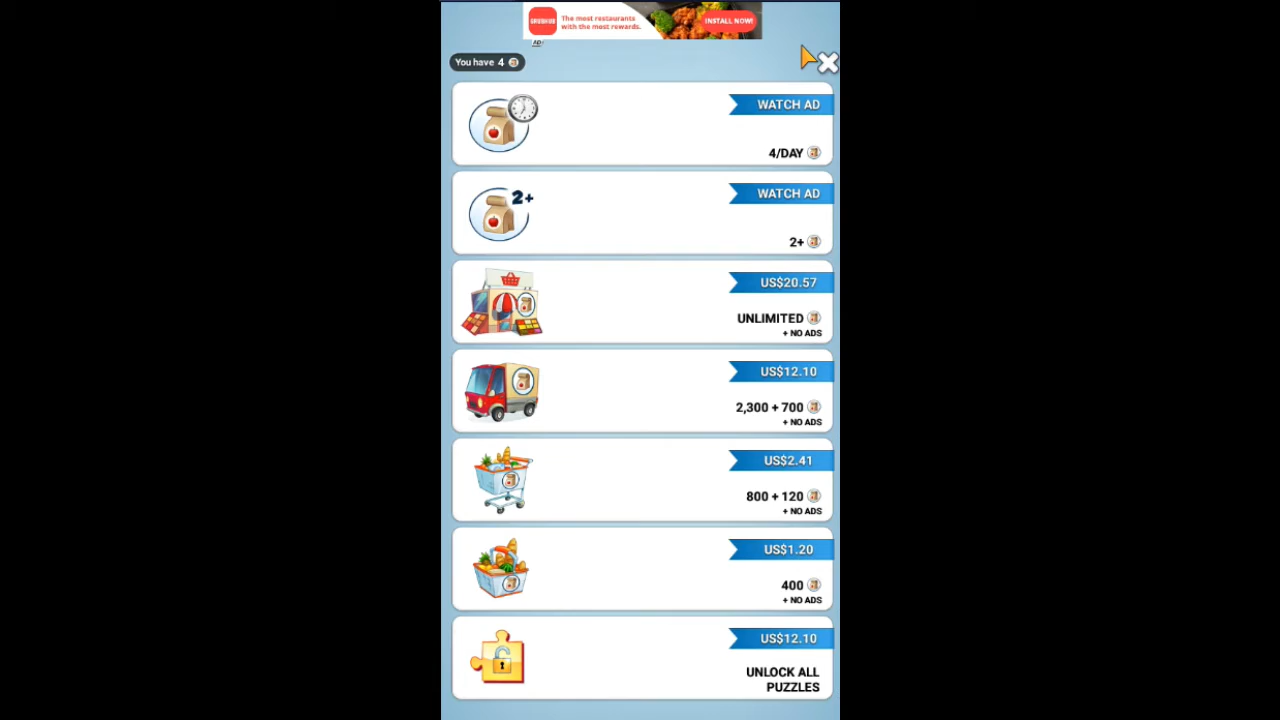 GRUBHUB
The most restaurants
with the most rewards.
INSTALL NOW!
AD
You have 4
WATCH AD
4/DAY
2+
WATCH AD
2+
US$20.57
UNLIMITED
+ NO ADS
US$12.10
2,300 + 700
+ NO ADS
US$2.41
800 + 120
+ NO ADS
US$1.20
400
+ NO ADS
US$12.10
UNLOCK ALL
PUZZLES